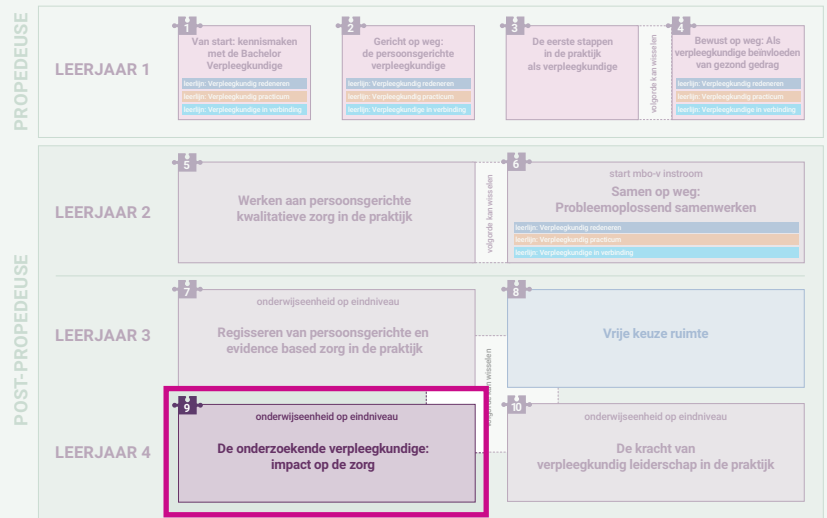 PROPEDEUSE
LEERJAAR 1
1
Van start: kennismaken
met de Bachelor
Verpleegkundige
leerlijn: Verpleegkundig redeneren
leerlijn: Verpleegkundig practicum
leerlijn: Verpleegkundige in verbinding
2
Gericht op weg:
de persoonsgerichte
verpleegkundige
leerlijn: Verpleegkundig redeneren
leerlijn: Verpleegkundig practicum
leerlijn: Verpleegkundige in verbinding
3
De eerste stappen
in de praktijk
als verpleegkundige
volgorde kan wisselen
4
Bewust op weg: Als
verpleegkundige beïnvloeden
van gezond gedrag
leerlijn: Verpleegkundig redeneren
leerlijn: Verpleegkundig practicum
leerlijn: Verpleegkundige in verbinding
POST-PROPEDEUSE
LEERJAAR 2
5
Werken aan persoonsgerichte
kwalitatieve zorg in de praktijk
volgorde kan wisselen
6
start mbo-v instroom
Samen op weg:
Probleemoplossend samenwerken
leerlijn: Verpleegkundig redeneren
leerlijn: Verpleegkundig practicum
leerlijn: Verpleegkundige in verbinding
LEERJAAR 3
7
onderwijseenheid op eindniveau
Regisseren van persoonsgerichte en
evidence based zorg in de praktijk
kan wisselen
8
Vrije keuze ruimte
LEERJAAR 4
9
onderwijseenheid op eindniveau
De onderzoekende verpleegkundige:
impact op de zorg
10
onderwijseenheid op eindniveau
De kracht van
verpleegkundig leiderschap in de praktijk